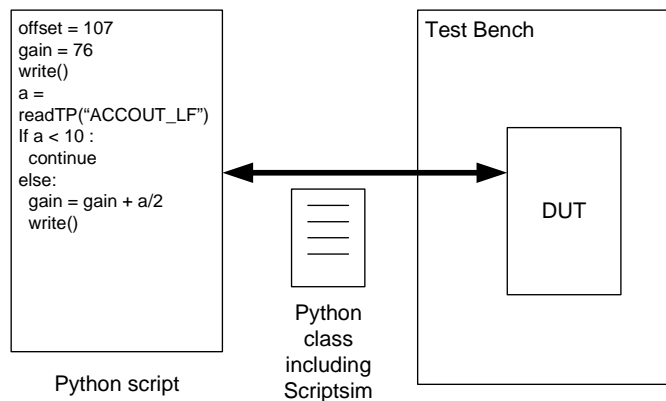 offset = 107
gain = 76
write()
a =
readTP(“ACCOUT_LF”)
If a < 10 :
continue
else:
gain = gain + a/2
write()
Python script
Python
class
including
Scriptsim
Test Bench
DUT